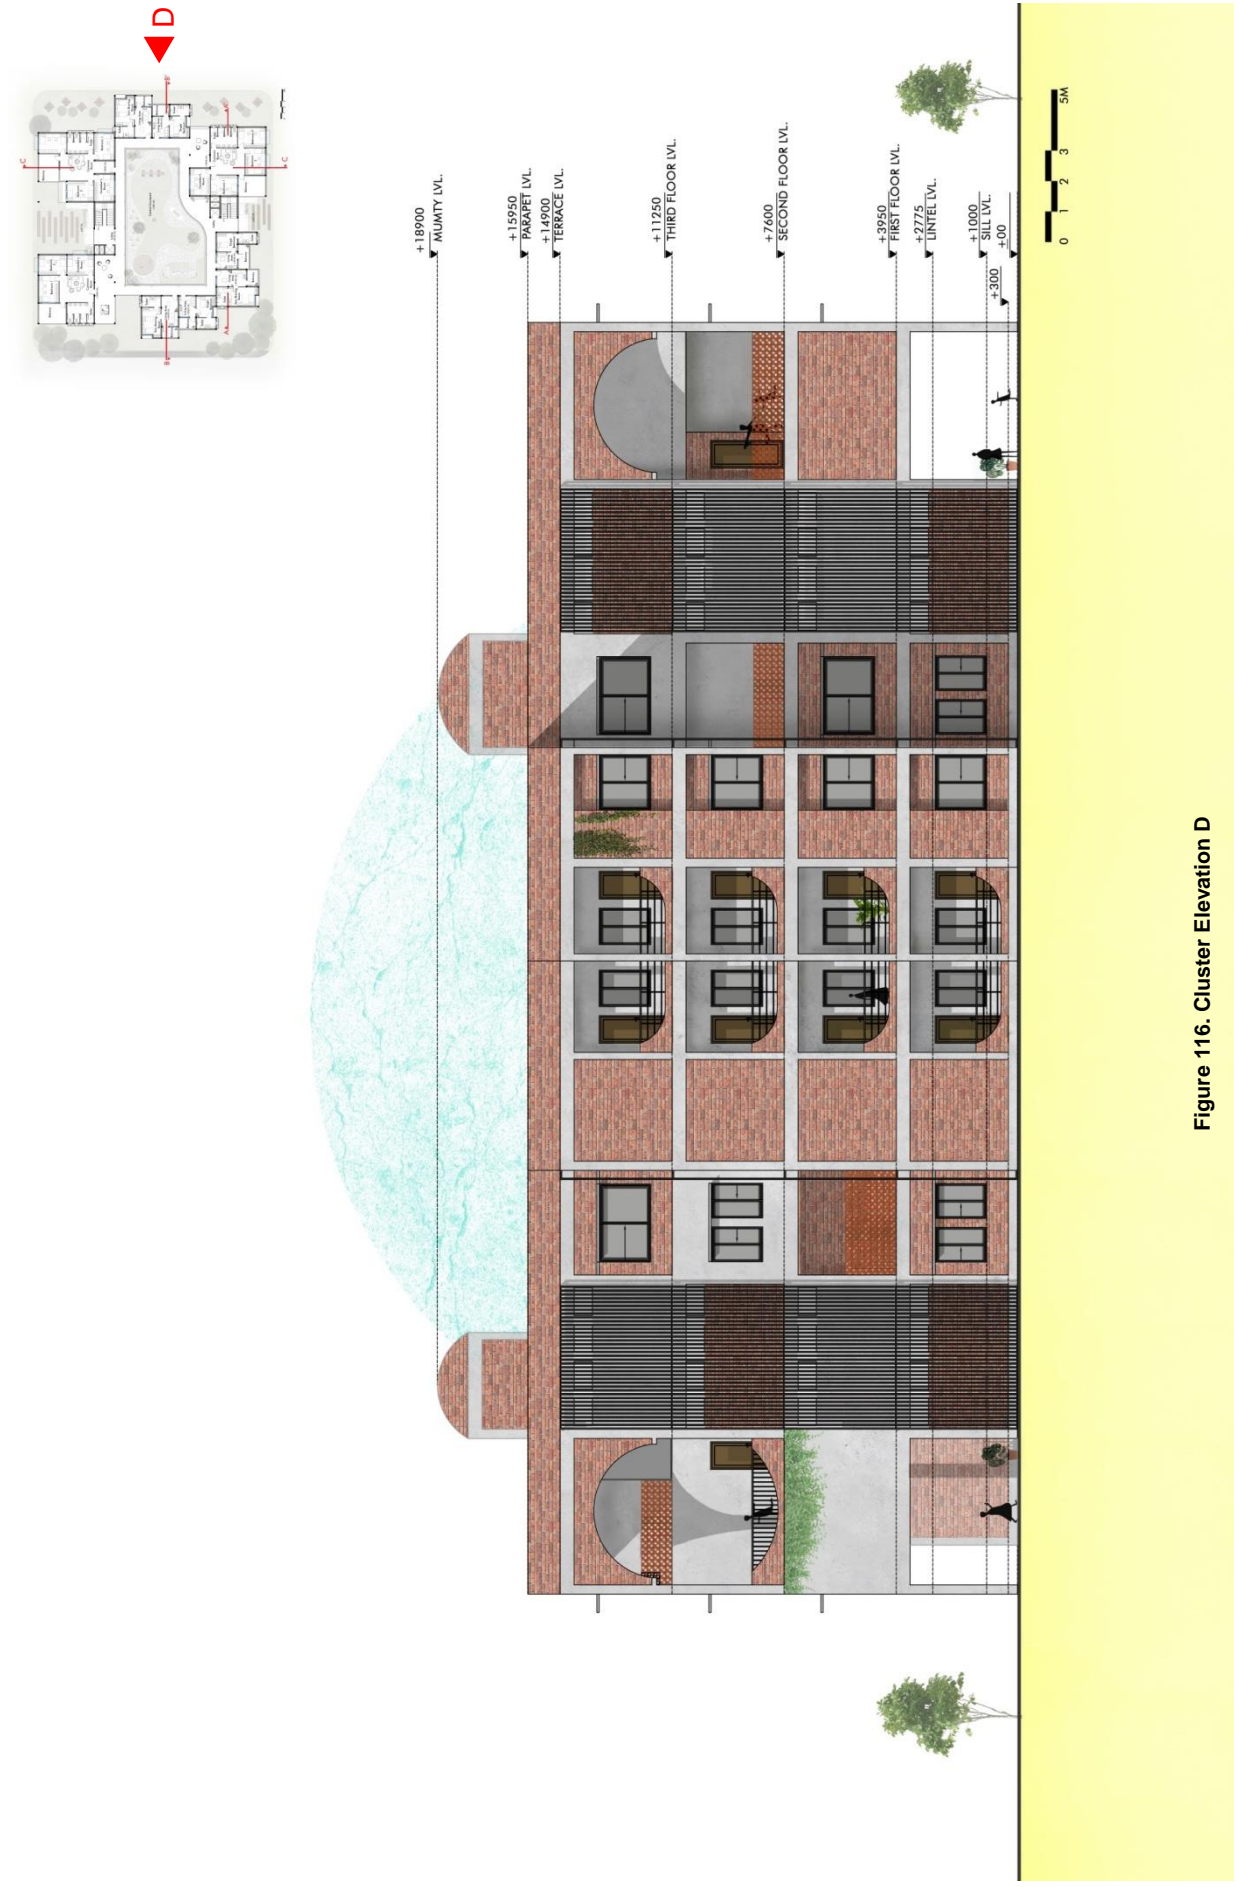 D
C
C
B
B'
A
+18900
MUMTY LVL.
+15950
PARAPET LVL.
+14900
TERRACE LVL.
+11250
THIRD FLOOR LVL.
+7600
SECOND FLOOR LVL.
+3950
FIRST FLOOR LVL.
+2775
LINTEL LVL.
+1000
SILL LVL.
+300
+00
0 1 2 3 5M
Figure 116. Cluster Elevation D